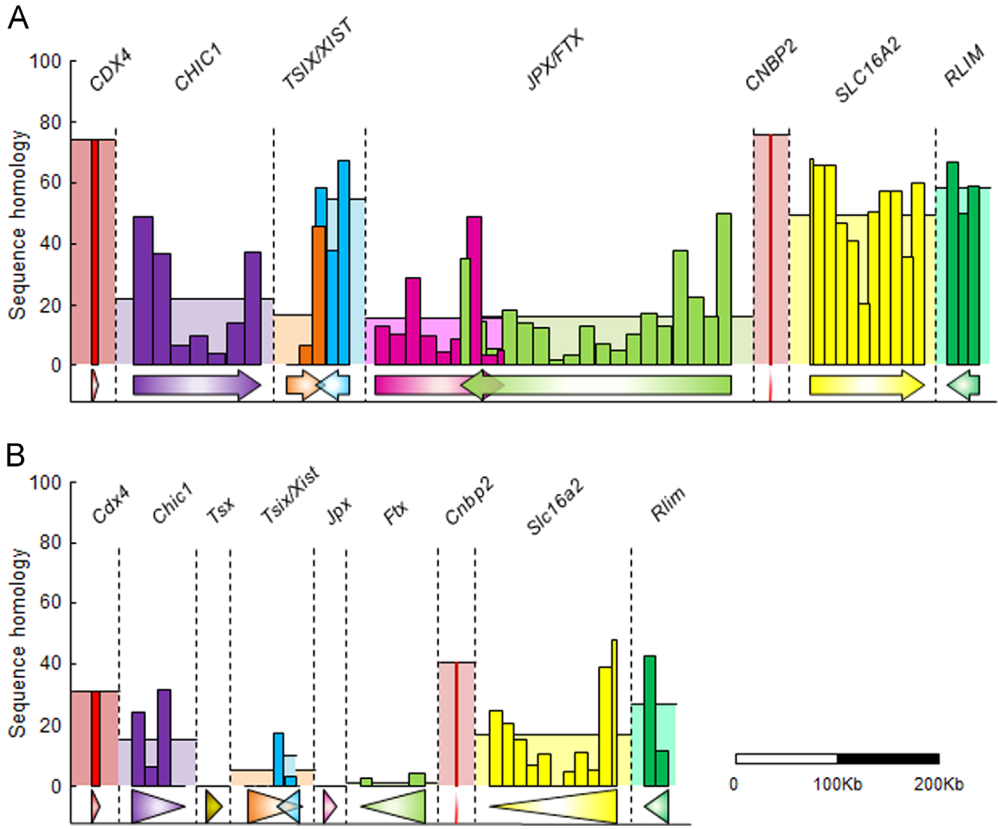 A
CDX4 CHIC1 TSIX/XIST JPX/FTX CNBP2 SLC16A2 RLIM
Sequence homology
100
80
60
40
20
0
B
Cdx4 Chic1 Tsx Tsix/Xist Jpx Ftx Cnbp2 Slc16a2 Rlim
Sequence homology
100
80
60
40
20
0
0 100Kb 200Kb